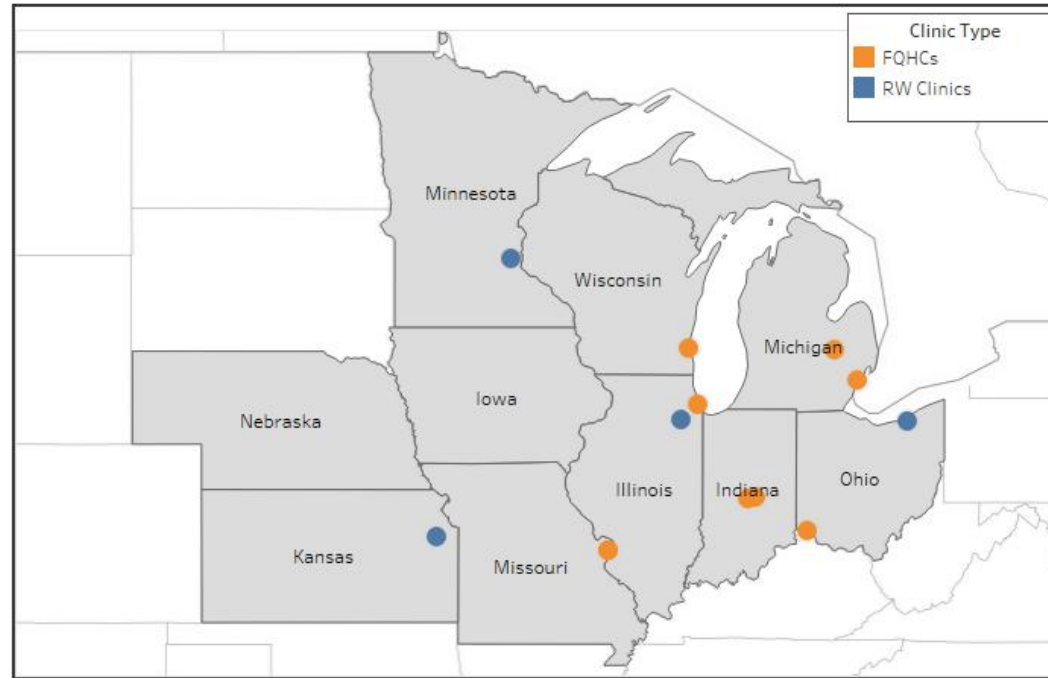 Clinic Type
FQHCs
RW Clinics
Minnesota
Wisconsin
Michigan
Iowa
Nebraska
Illinois
Indiana
Ohio
Kansas
Missouri